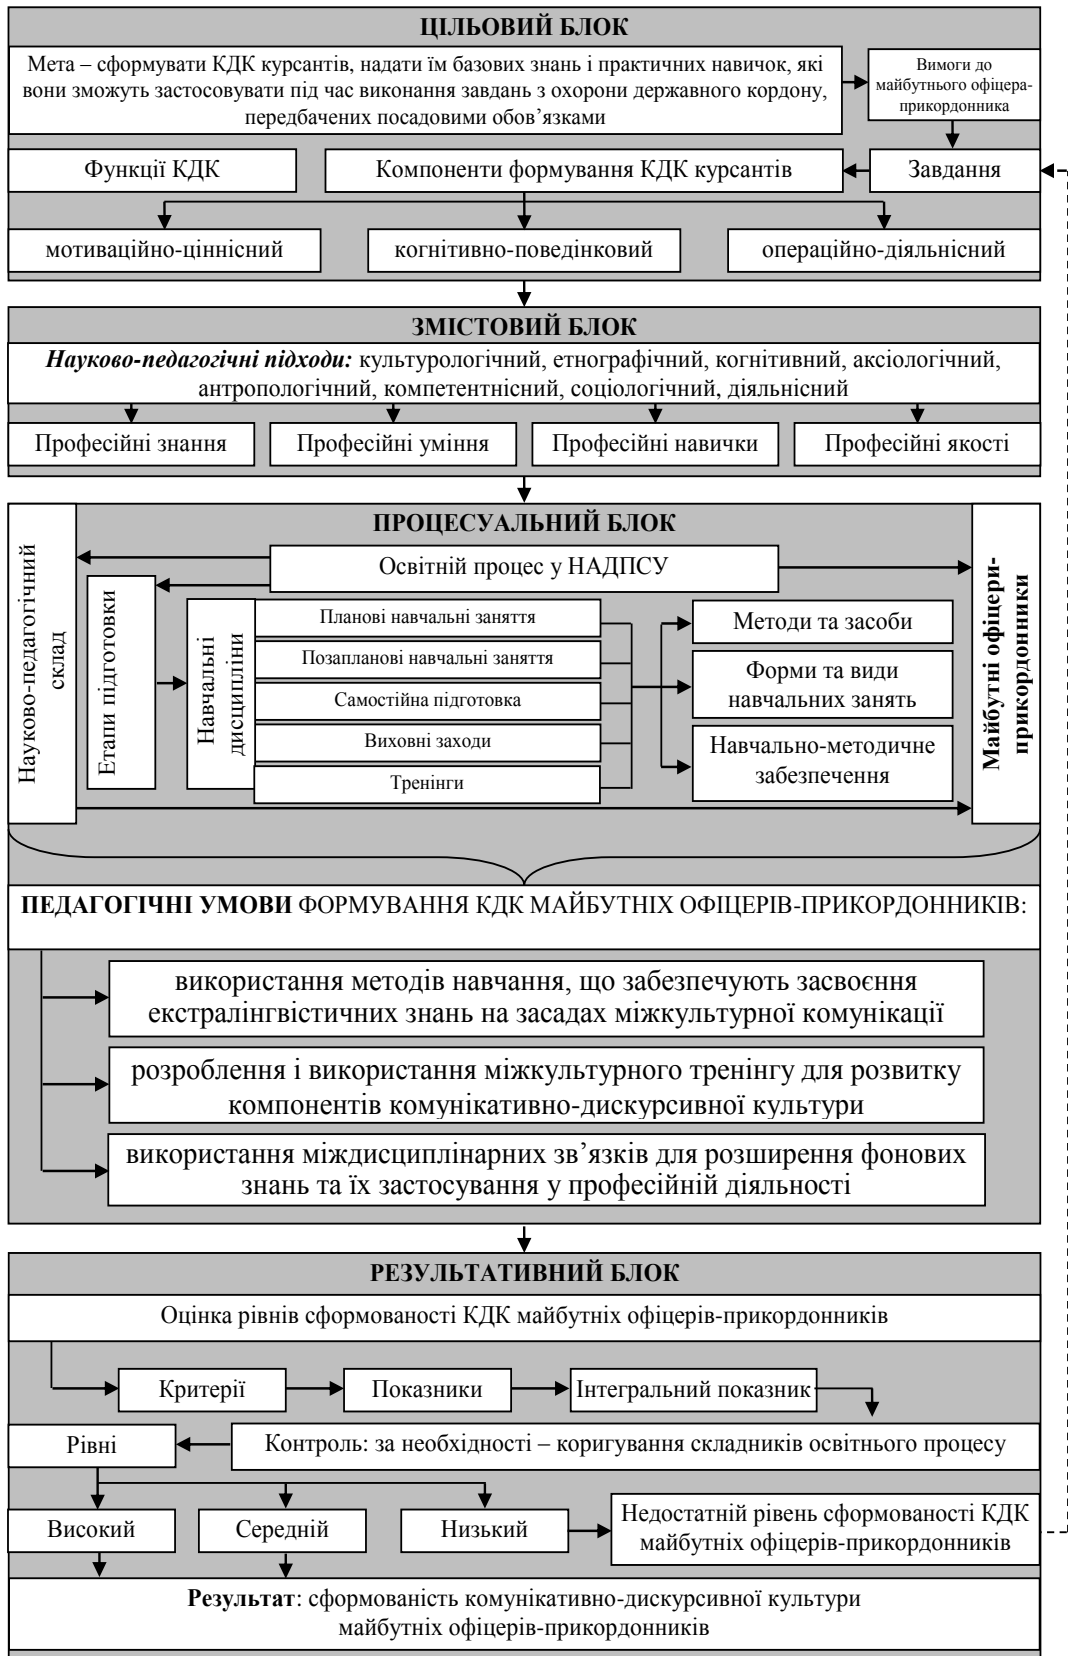 ЦІЛЬОВИЙ БЛОК
Мета – сформувати КДК курсантів, надати їм базових знань і практичних навичок, які
вони зможуть застосовувати під час виконання завдань з охорони державного кордону,
передбачених посадовими обов’язками
Вимоги до
майбутнього офіцера-
прикордонника
Функції КДК
Компоненти формування КДК курсантів
Завдання
мотиваційно-ціннісний
когнітивно-поведінковий
операційно-діяльнісний
ЗМІСТОВИЙ БЛОК
Науково-педагогічні підходи: культурологічний, етнографічний, когнітивний, аксіологічний,
антропологічний, компетентнісний, соціологічний, діяльнісний
Професійні знання
Професійні уміння
Професійні навички
Професійні якості
ПРОЦЕСУАЛЬНИЙ БЛОК
Науково-педагогічний
склад
Освітній процес у НАДПСУ
Етапи підготовки
Навчальні
дисципліни
Планові навчальні заняття
Позапланові навчальні заняття
Самостійна підготовка
Виховні заходи
Тренінги
Методи та засоби
Форми та види
навчальних занять
Навчально-методичне
забезпечення
Майбутні офіцери-
прикордонники
ПЕДАГОГІЧНІ УМОВИ ФОРМУВАННЯ КДК МАЙБУТНІХ ОФІЦЕРІВ-ПРИКОРДОННИКІВ:
використання методів навчання, що забезпечують засвоєння
екстралінгвістичних знань на засадах міжкультурної комунікації
розроблення і використання міжкультурного тренінгу для розвитку
компонентів комунікативно-дискурсивної культури
використання міждисциплінарних зв’язків для розширення фонових
знань та їх застосування у професійній діяльності
РЕЗУЛЬТАТИВНИЙ БЛОК
Оцінка рівнів сформованості КДК майбутніх офіцерів-прикордонників
Критерії
Показники
Інтегральний показник
Рівні
Контроль: за необхідності – коригування складників освітнього процесу
Високий
Середній
Низький
Недостатній рівень сформованості КДК
майбутніх офіцерів-прикордонників
Результат: сформованість комунікативно-дискурсивної культури
майбутніх офіцерів-прикордонників